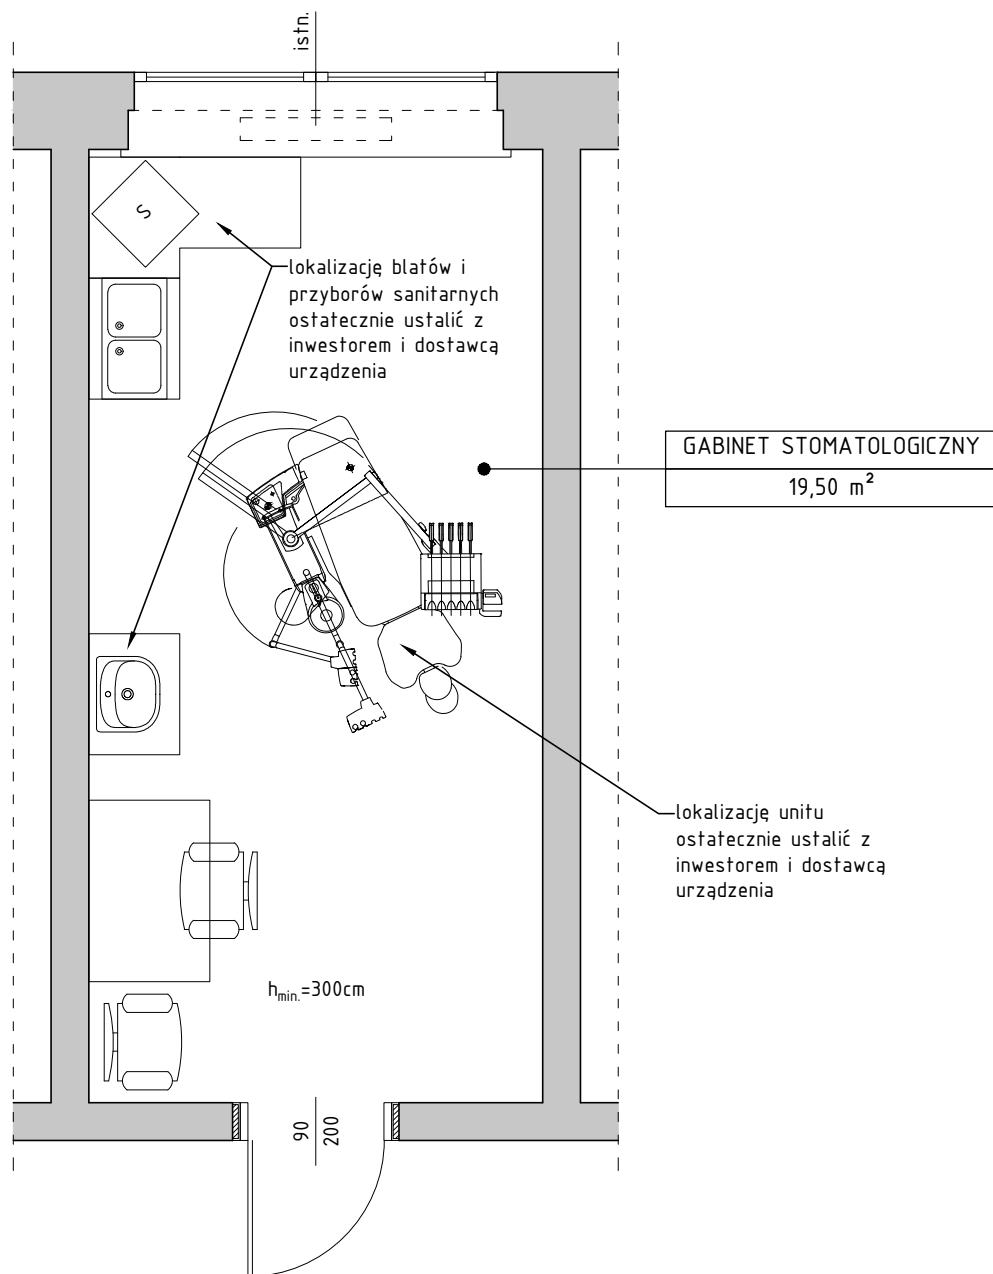 istn.
S
lokalizację blatów i
przyborów sanitarnych
ostatecznie ustalić z
inwestorem i dostawcą
urządzenia
GABINET STOMATOLOGICZNY
19,50 m²
lokalizację unitu
ostatecznie ustalić z
inwestorem i dostawcą
urządzenia
hmin.=300cm
90
200